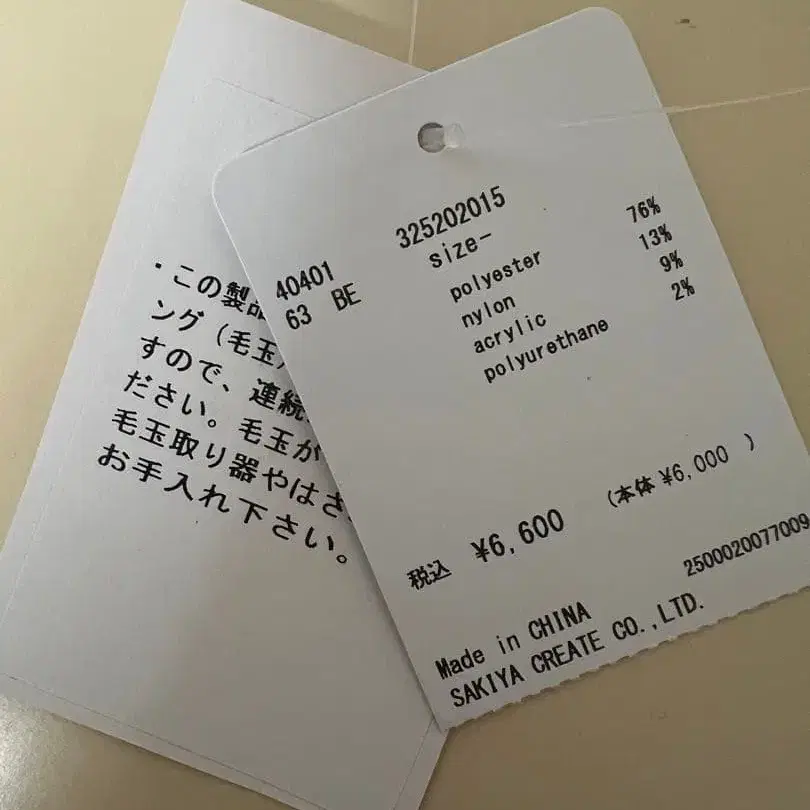 ・この製品
ング（毛玉）
すので、連続
ださい。毛玉が
毛玉取り器やはさ
お手入れ下さい。
325202015
40401 size-
63 BE
polyester 76%
nylon 13%
acrylic 9%
polyurethane 2%
税込 ¥6,600 (本体 ¥6,000 )
2500020077009
Made in CHINA
SAKIYA CREATE CO.,LTD.